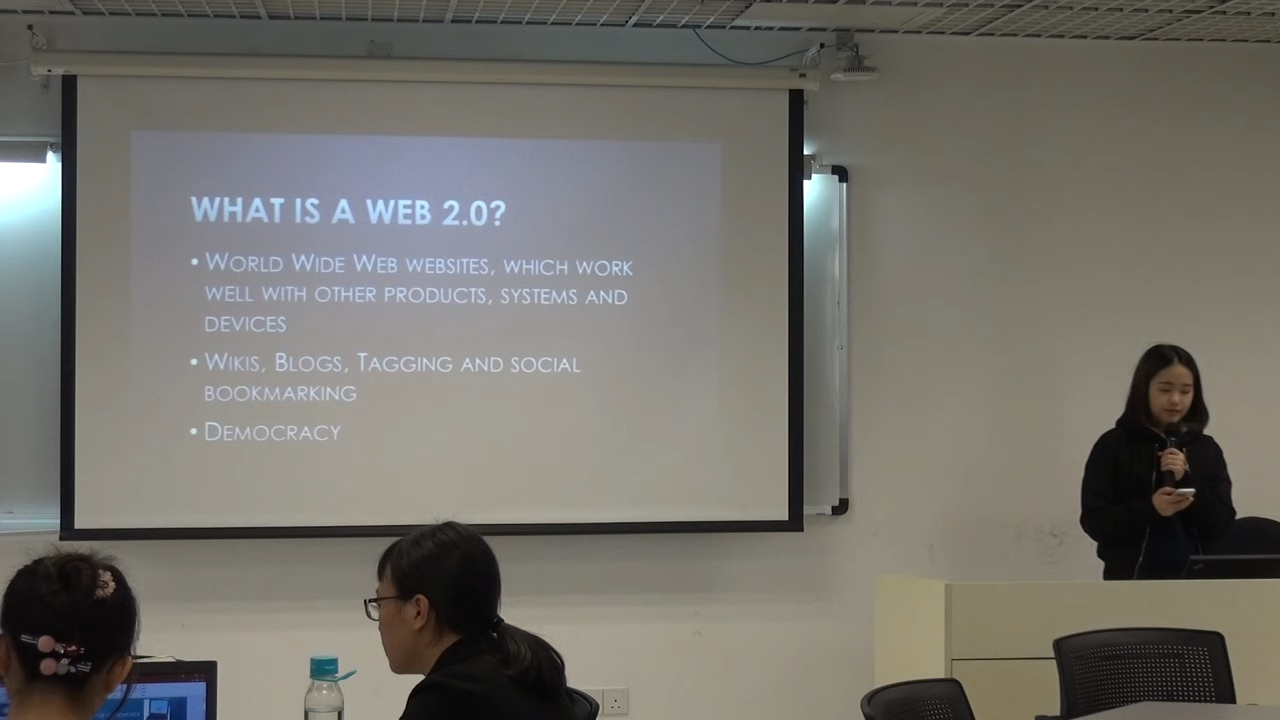 WHAT IS A WEB 2.0?
• WORLD WIDE WEB WEBSITES, WHICH WORK
WELL WITH OTHER PRODUCTS, SYSTEMS AND
DEVICES
• WIKIS, BLOGS, TAGGING AND SOCIAL
BOOKMARKING
• DEMOCRACY